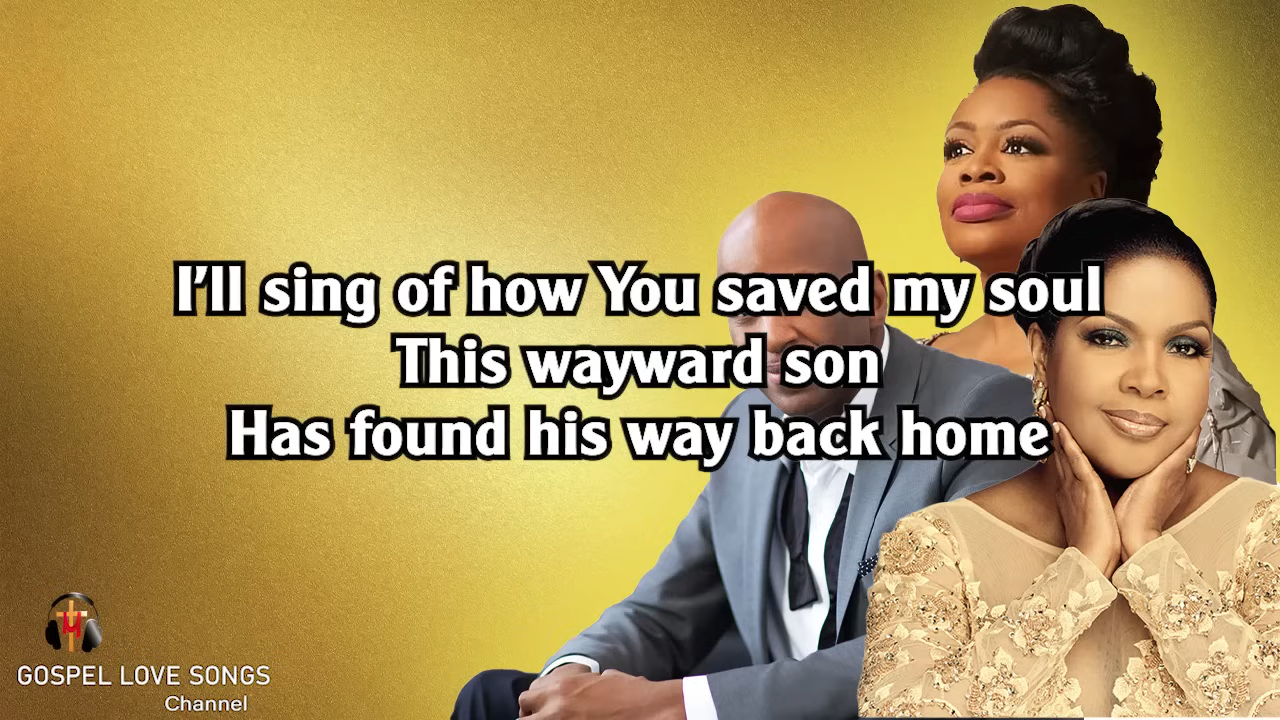 I'll sing of how You saved my soul
This wayward son
Has found his way back home
GOSPEL LOVE SONGS
Channel